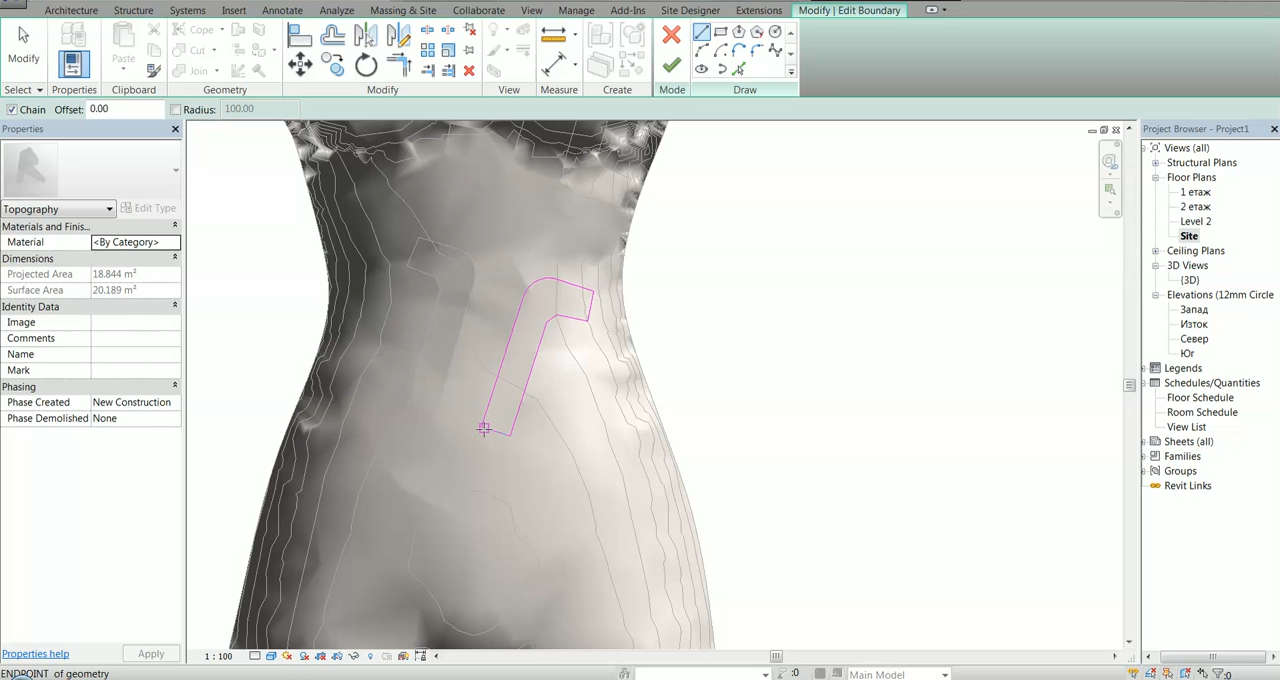 Architecture Structure Systems Insert Annotate Analyze Massing & Site Collaborate View Manage Add-Ins Site Designer Extensions Modify | Edit Boundary
Modify Paste Cope Cut Join
Select Properties Clipboard Geometry Modify View Measure Create Mode Draw
Chain Offset: 0.00 Radius: 100.00
Properties
Topography Edit Type
Materials and Finis...
Material <By Category>
Dimensions
Projected Area 18.844 m²
Surface Area 20.189 m²
Identity Data
Image
Comments
Name
Mark
Phasing
Phase Created New Construction
Phase Demolished None
Properties help Apply
1 : 100
ENDPOINT of geometry
:0 Main Model :0
Project Browser - Project1
Views (all)
Structural Plans
Floor Plans
1 етаж
2 етаж
Level 2
Site
Ceiling Plans
3D Views
{3D}
Elevations (12mm Circle
Запад
Изток
Север
Юг
Legends
Schedules/Quantities
Floor Schedule
Room Schedule
View List
Sheets (all)
Families
Groups
Revit Links